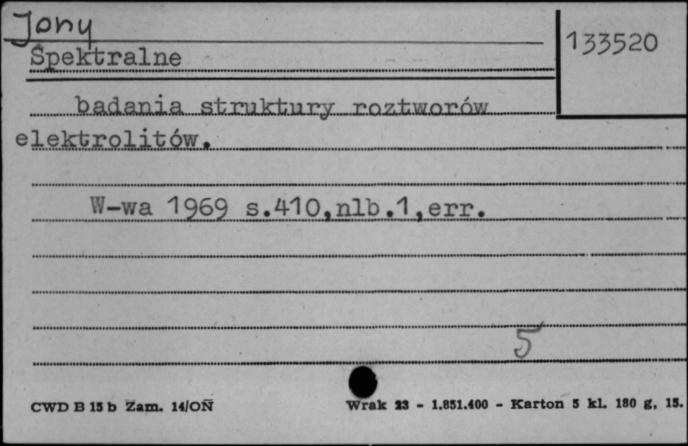 Jony
133520
Spektralne
badania struktury roztworów
elektrolitów.
W-wa 1969 s.410,nlb.1,err.
5
CWD B 15 b Zam. 14/ON Wrak 23 - 1.851.400 - Karton 5 kl. 180 g, 15.